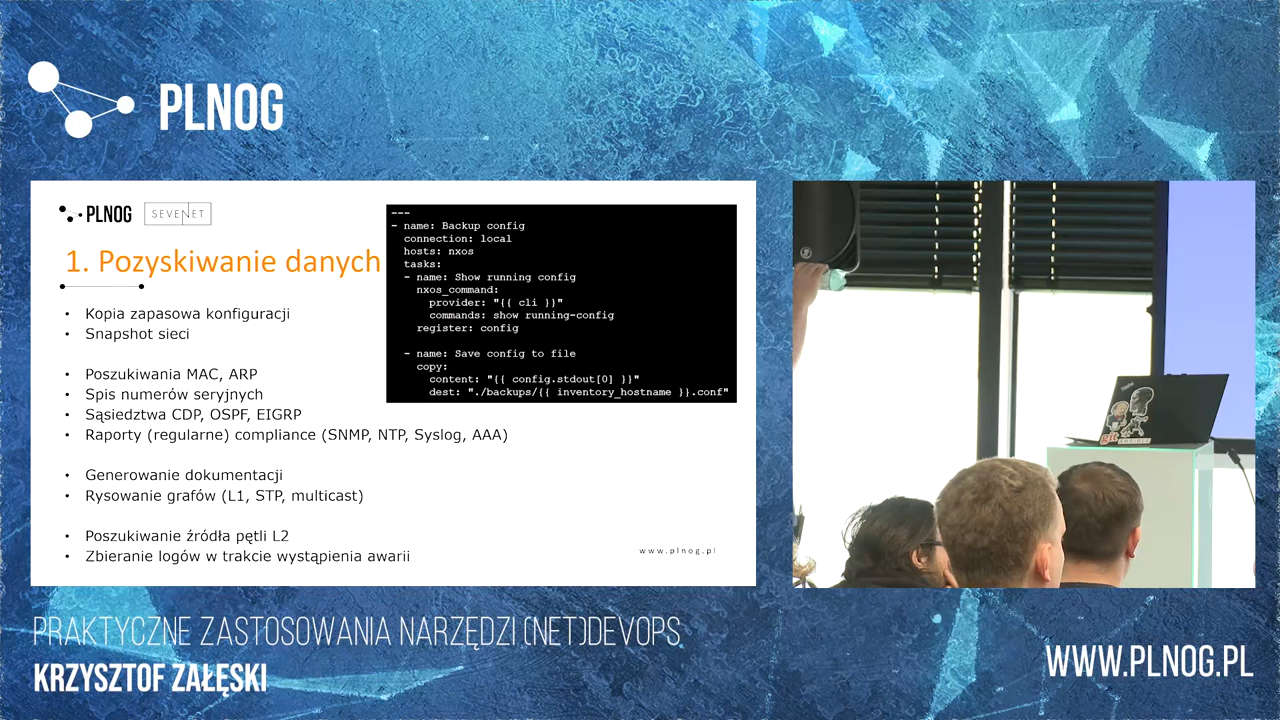 PLNOG
PLNOG
SEVENET
1. Pozyskiwanie danych
• Kopia zapasowa konfiguracji
• Snapshot sieci
• Poszukiwania MAC, ARP
• Spis numerów seryjnych
• Sąsiedztwa CDP, OSPF, EIGRP
• Raporty (regularne) compliance (SNMP, NTP, Syslog, AAA)
• Generowanie dokumentacji
• Rysowanie grafów (L1, STP, multicast)
• Poszukiwanie źródła pętli L2
• Zbieranie logów w trakcie wystąpienia awarii
---
- name: Backup config
connection: local
hosts: nxos
tasks:
- name: Show running config
nxos_command:
provider: "{{ cli }}"
commands: show running-config
register: config
- name: Save config to file
copy:
content: "{{ config.stdout[0] }}"
dest: "./backups/{{ inventory_hostname }}.conf"
www.plnog.pl
git
PRAKTYCZNE ZASTOSOWANIA NARZĘDZI (NET)DEVOPS
KRZYSZTOF ZAŁĘSKI
WWW.PLNOG.PL